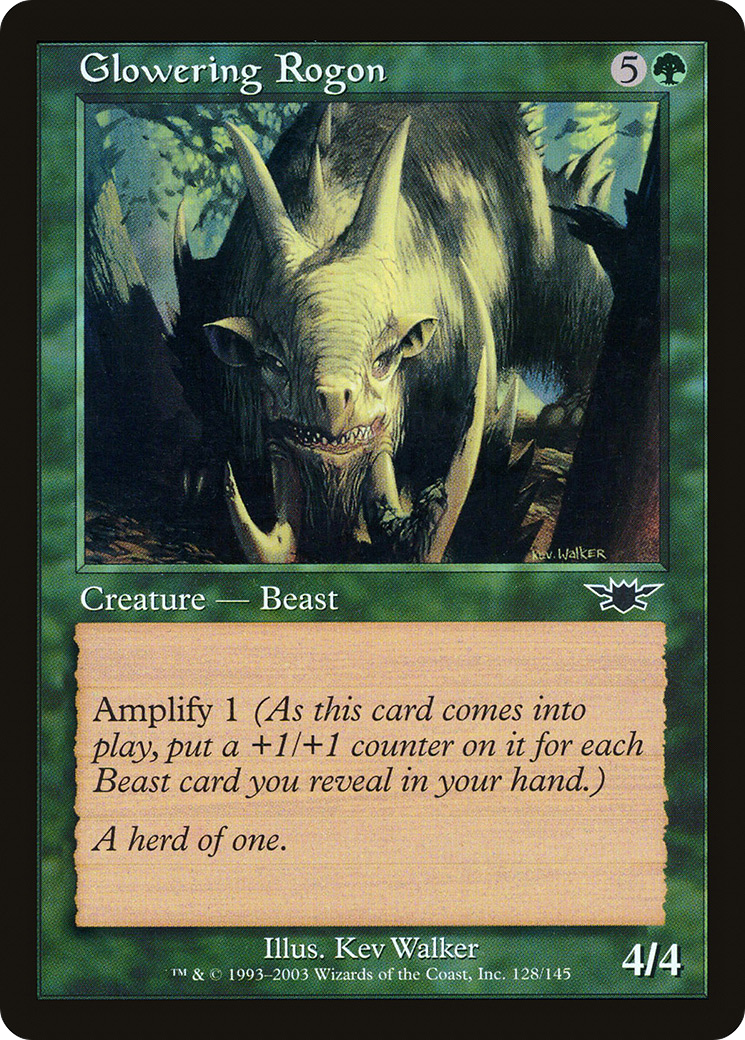 Glowering Rogon 5
KEV. WALKER
Creature — Beast
Amplify 1 (As this card comes into
play, put a +1/+1 counter on it for each
Beast card you reveal in your hand.)
A herd of one.
Illus. Kev Walker
™ & © 1993–2003 Wizards of the Coast, Inc. 128/145
4/4